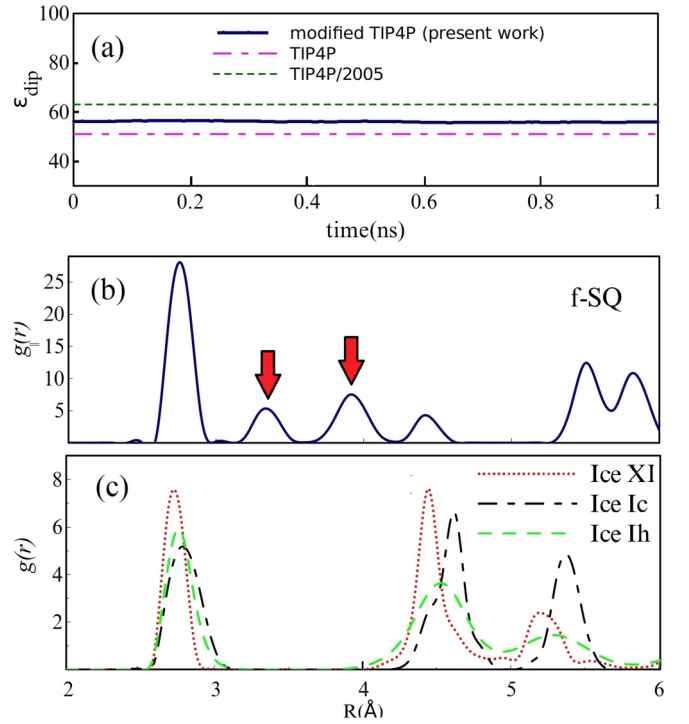 100
(a)
modified TIP4P (present work)
TIP4P
TIP4P/2005
εdip
80
60
40
0
0.2
0.4
0.6
0.8
1
time(ns)
(b)
f-SQ
g||(r)
25
20
15
10
5
(c)
Ice XI
Ice Ic
Ice Ih
g(r)
8
6
4
2
2
3
4
5
6
R(Å)